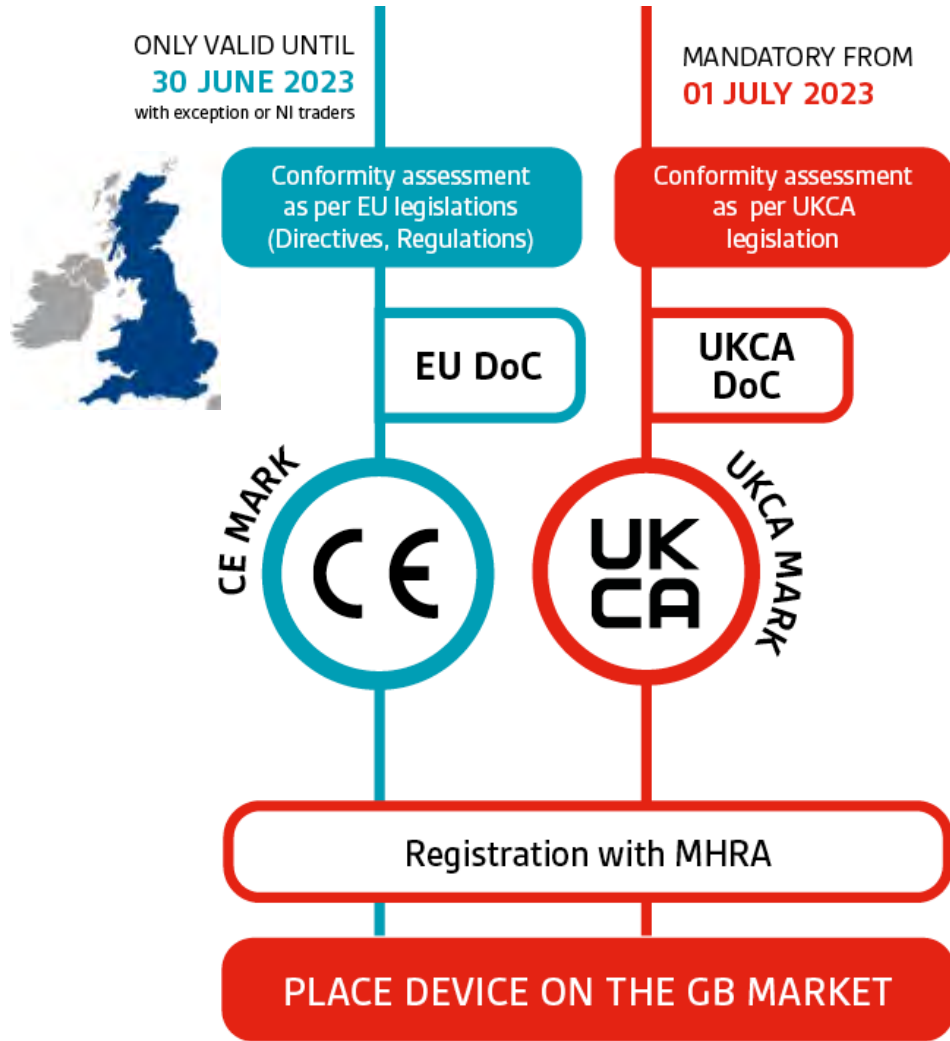 ONLY VALID UNTIL
30 JUNE 2023
with exception or NI traders
MANDATORY FROM
01 JULY 2023
Conformity assessment
as per EU legislations
(Directives, Regulations)
Conformity assessment
as per UKCA
legislation
EU DoC
UKCA
DoC
CE MARK
CE
UKCA MARK
UK
CA
Registration with MHRA
PLACE DEVICE ON THE GB MARKET